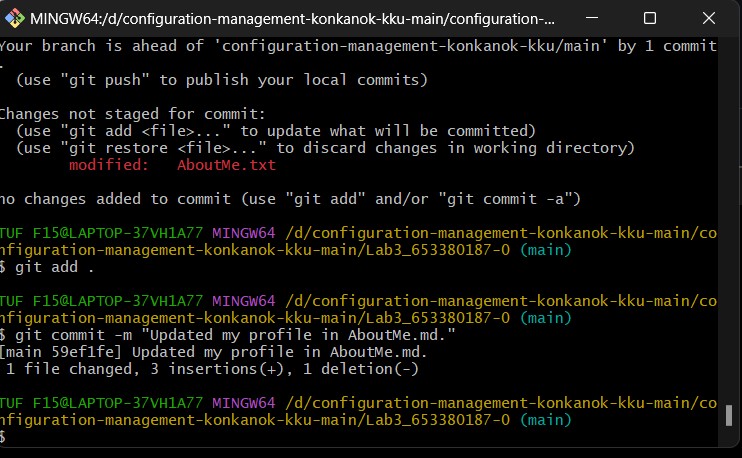 MINGW64:/d/configuration-management-konkanok-kku-main/configuration-...
Your branch is ahead of 'configuration-management-konkanok-kku/main' by 1 commit
.
  (use "git push" to publish your local commits)
Changes not staged for commit:
  (use "git add <file>..." to update what will be committed)
  (use "git restore <file>..." to discard changes in working directory)
        modified:   AboutMe.txt
no changes added to commit (use "git add" and/or "git commit -a")
TUF F15@LAPTOP-37VH1A77 MINGW64 /d/configuration-management-konkanok-kku-main/co
nfiguration-management-konkanok-kku-main/Lab3_653380187-0 (main)
$ git add .
TUF F15@LAPTOP-37VH1A77 MINGW64 /d/configuration-management-konkanok-kku-main/co
nfiguration-management-konkanok-kku-main/Lab3_653380187-0 (main)
$ git commit -m "Updated my profile in AboutMe.md."
[main 59ef1fe] Updated my profile in AboutMe.md.
 1 file changed, 3 insertions(+), 1 deletion(-)
TUF F15@LAPTOP-37VH1A77 MINGW64 /d/configuration-management-konkanok-kku-main/co
nfiguration-management-konkanok-kku-main/Lab3_653380187-0 (main)
$